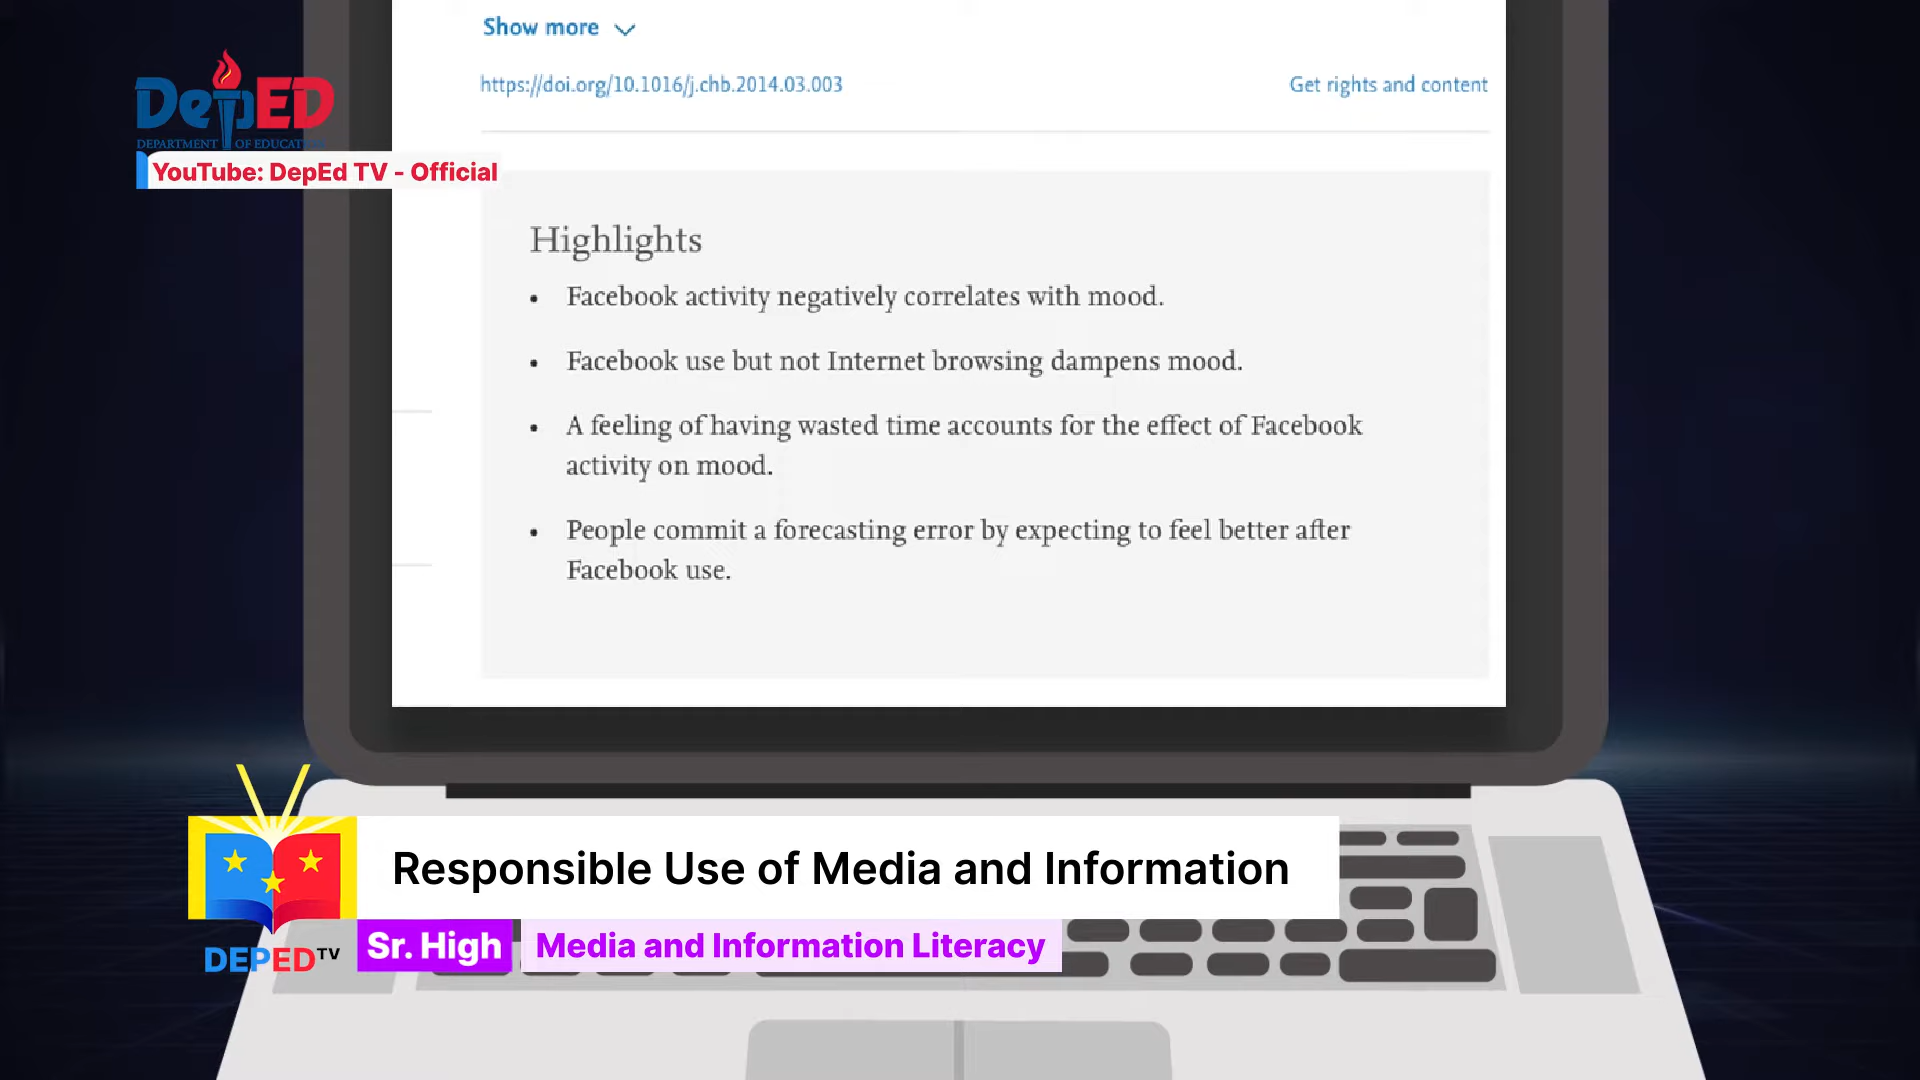 Show more
https://doi.org/10.1016/j.chb.2014.03.003
Get rights and content
DepED
DEPARTMENT OF EDUCATION
YouTube: DepEd TV - Official
Highlights
• Facebook activity negatively correlates with mood.
• Facebook use but not Internet browsing dampens mood.
• A feeling of having wasted time accounts for the effect of Facebook
activity on mood.
• People commit a forecasting error by expecting to feel better after
Facebook use.
Responsible Use of Media and Information
DEPED TV
Sr. High
Media and Information Literacy